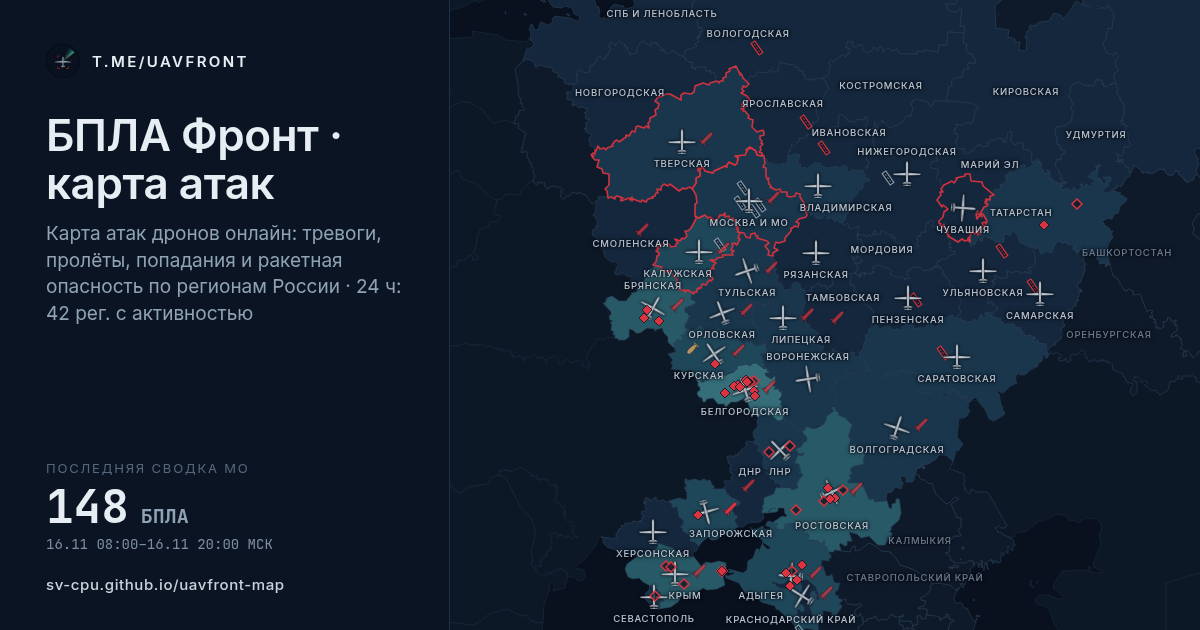 T.ME/UAVFRONT
БПЛА Фронт ·
карта атак
Карта атак дронов онлайн: тревоги,
пролёты, попадания и ракетная
опасность по регионам России · 24 ч:
42 рег. с активностью
ПОСЛЕДНЯЯ СВОДКА МО
148 БПЛА
16.11 08:00–16.11 20:00 МСК
sv-cpu.github.io/uavfront-map
СПБ И ЛЕНОБЛАСТЬ
ВОЛОГОДСКАЯ
КОСТРОМСКАЯ
НОВГОРОДСКАЯ
КИРОВСКАЯ
ЯРОСЛАВСКАЯ
ИВАНОВСКАЯ
УДМУРТИЯ
НИЖЕГОРОДСКАЯ
ТВЕРСКАЯ
МАРИЙ ЭЛ
ВЛАДИМИРСКАЯ
ТАТАРСТАН
МОСКВА И МО
ЧУВАШИЯ
СМОЛЕНСКАЯ
МОРДОВИЯ
БАШКОРТОСТАН
КАЛУЖСКАЯ
РЯЗАНСКАЯ
БРЯНСКАЯ
ТУЛЬСКАЯ
ТАМБОВСКАЯ
УЛЬЯНОВСКАЯ
САМАРСКАЯ
ПЕНЗЕНСКАЯ
ОРЛОВСКАЯ
ОРЕНБУРГСКАЯ
ЛИПЕЦКАЯ
ВОРОНЕЖСКАЯ
КУРСКАЯ
САРАТОВСКАЯ
БЕЛГОРОДСКАЯ
ВОЛГОГРАДСКАЯ
ДНР
ЛНР
РОСТОВСКАЯ
ЗАПОРОЖСКАЯ
КАЛМЫКИЯ
ХЕРСОНСКАЯ
СТАВРОПОЛЬСКИЙ КРАЙ
КРЫМ
АДЫГЕЯ
СЕВАСТОПОЛЬ
КРАСНОДАРСКИЙ КРАЙ